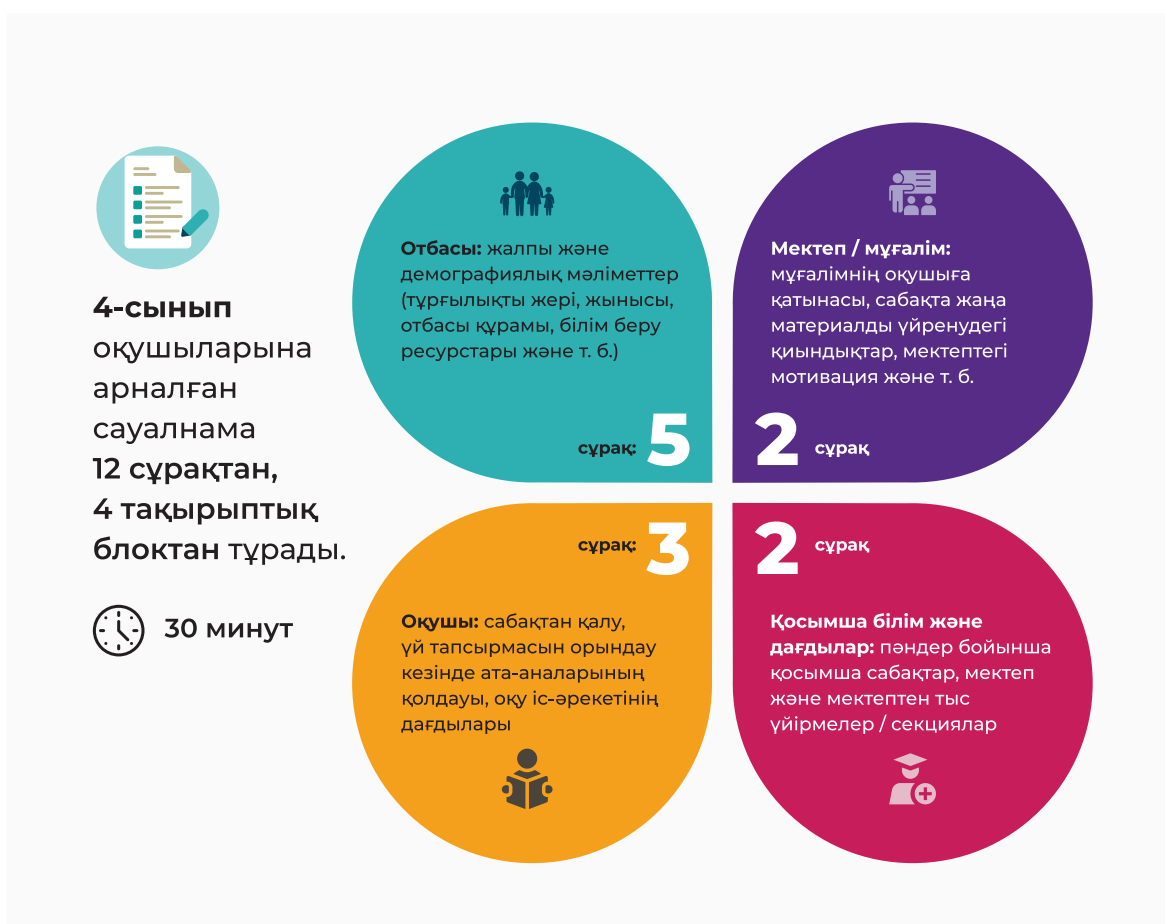 4-сынып
оқушыларына
арналған
сауалнама
12 сұрақтан,
4 тақырыптық
блоктан тұрады.
30 минут
Отбасы: жалпы және
демографиялық мәліметтер
(тұрғылықты жері, жынысы,
отбасы құрамы, білім беру
ресурстары және т. б.)
сұрақ: 5
Мектеп / мұғалім:
мұғалімнің оқушыға
қатынасы, сабақта жаңа
материалды үйренудегі
қиындықтар, мектептегі
мотивация және т. б.
2 сұрақ
сұрақ: 3
Оқушы: сабақтан қалу,
үй тапсырмасын орындау
кезінде ата-аналарының
қолдауы, оқу іс-әрекетінің
дағдылары
2 сұрақ
Қосымша білім және
дағдылар: пәндер бойынша
қосымша сабақтар, мектеп
және мектептен тыс
үйірмелер / секциялар